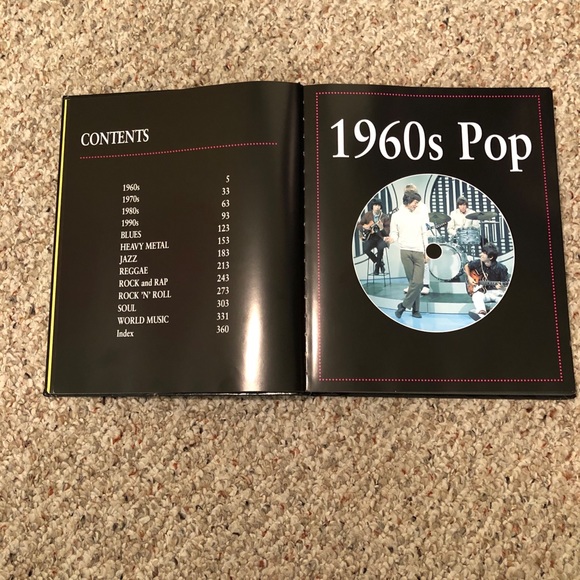 CONTENTS
1960s 5
1970s 33
1980s 63
1990s 93
BLUES 123
HEAVY METAL 153
JAZZ 183
REGGAE 213
ROCK and RAP 243
ROCK 'N' ROLL 273
SOUL 303
WORLD MUSIC 331
Index 360
1960s Pop